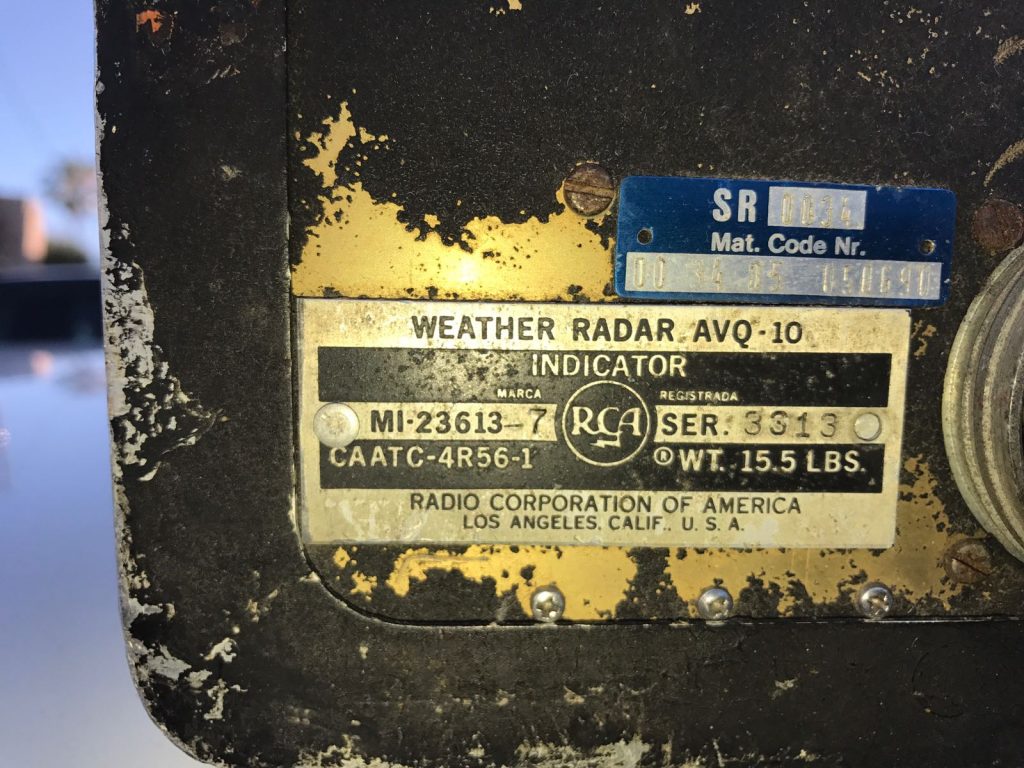 SR 0034
Mat. Code Nr.
00 34 05 050690
WEATHER RADAR AVQ-10
INDICATOR
MARCA RCA REGISTRADA
MI-23613-7 SER. 3313
CAATC-4R56-1 ® WT. 15.5 LBS.
RADIO CORPORATION OF AMERICA
LOS ANGELES, CALIF., U. S. A.